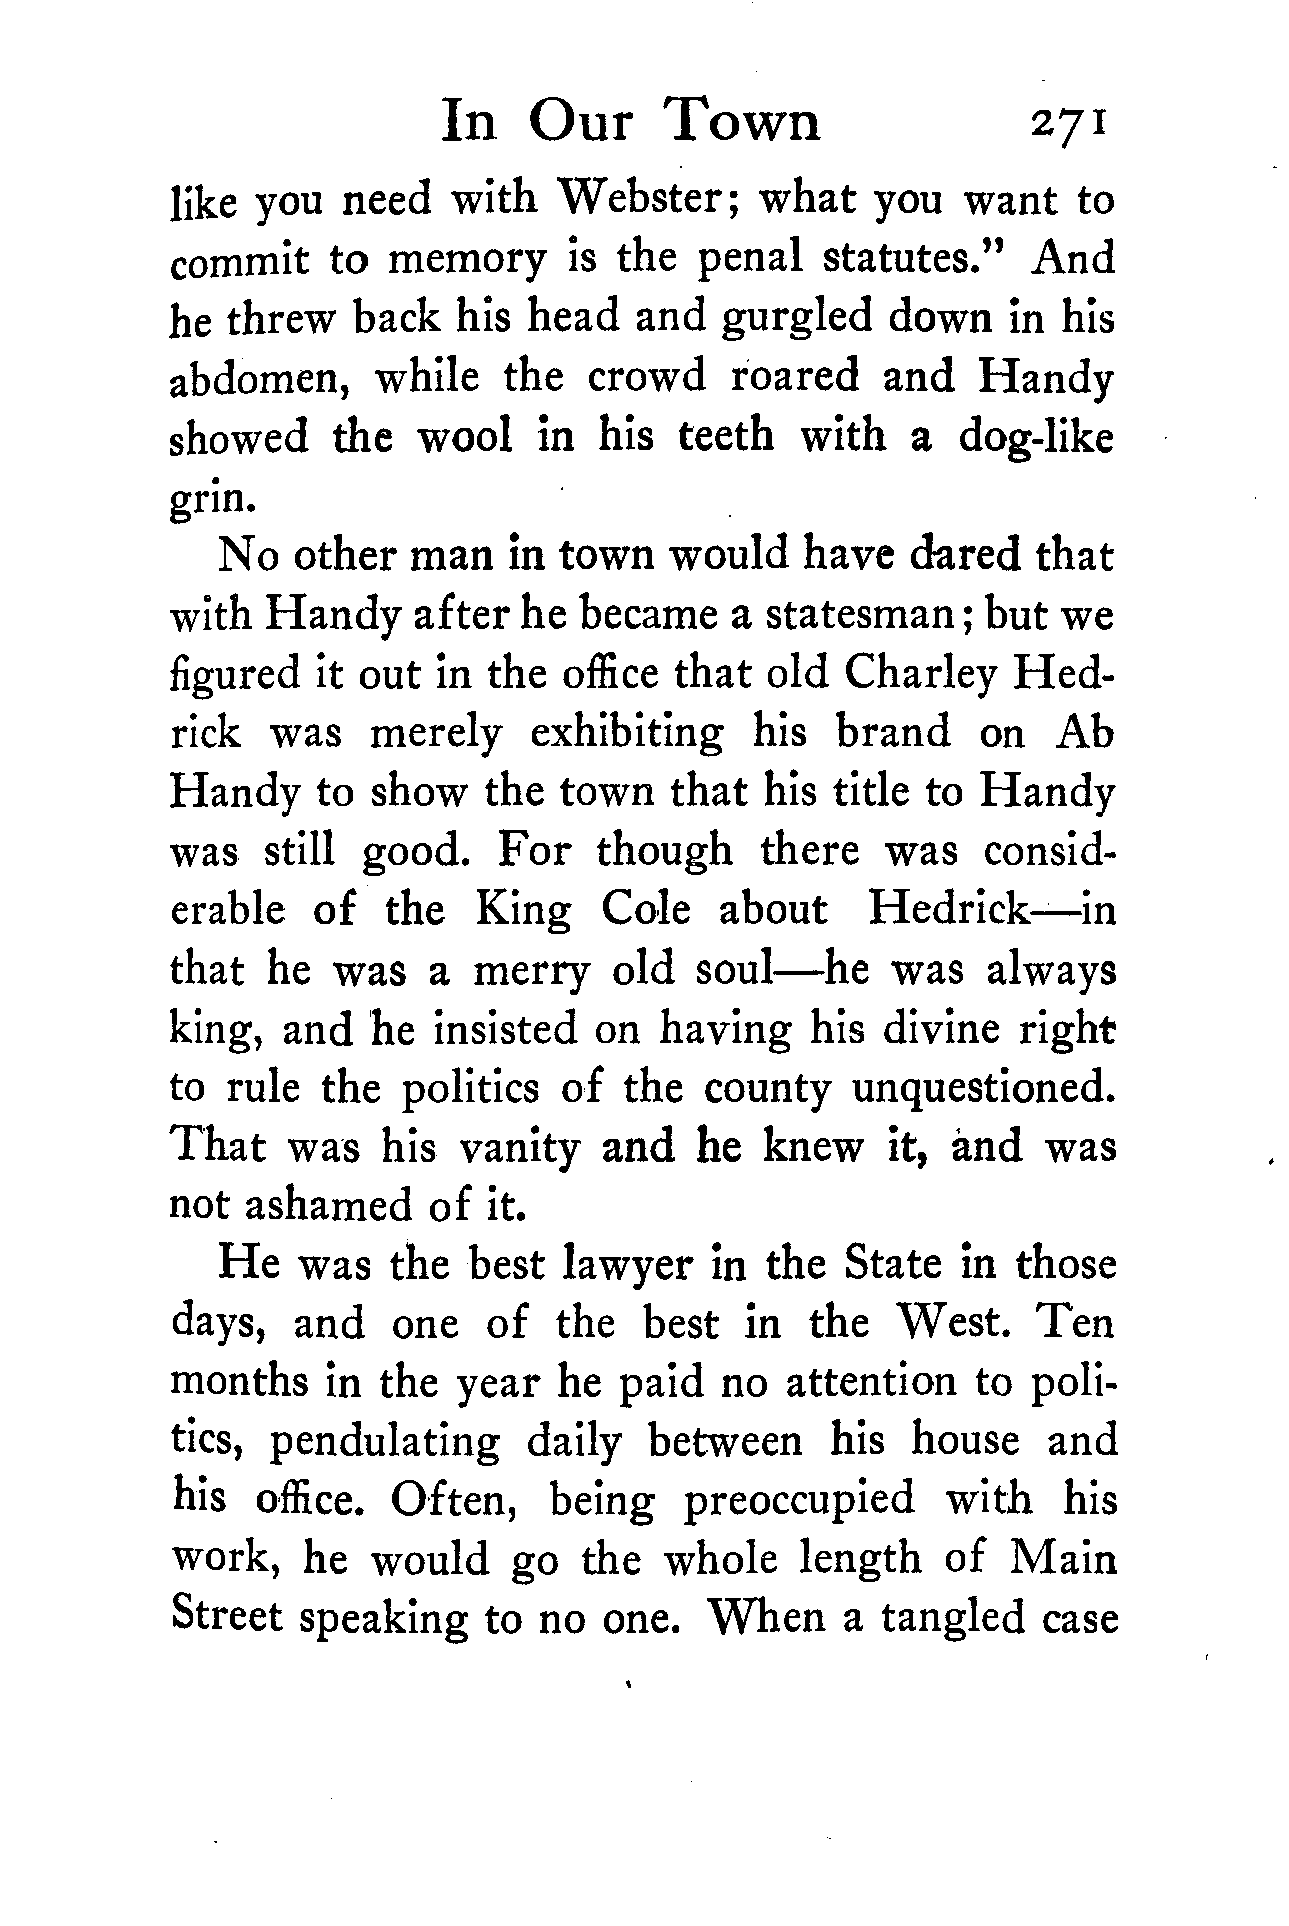 In Our Town 271
like you need with Webster; what you want to
commit to memory is the penal statutes.” And
he threw back his head and gurgled down in his
abdomen, while the crowd roared and Handy
showed the wool in his teeth with a dog-like
grin.
No other man in town would have dared that
with Handy after he became a statesman; but we
figured it out in the office that old Charley Hed-
rick was merely exhibiting his brand on Ab
Handy to show the town that his title to Handy
was still good. For though there was consid-
erable of the King Cole about Hedrick—in
that he was a merry old soul—he was always
king, and he insisted on having his divine right
to rule the politics of the county unquestioned.
That was his vanity and he knew it, and was
not ashamed of it.
He was the best lawyer in the State in those
days, and one of the best in the West. Ten
months in the year he paid no attention to poli-
tics, pendulating daily between his house and
his office. Often, being preoccupied with his
work, he would go the whole length of Main
Street speaking to no one. When a tangled case